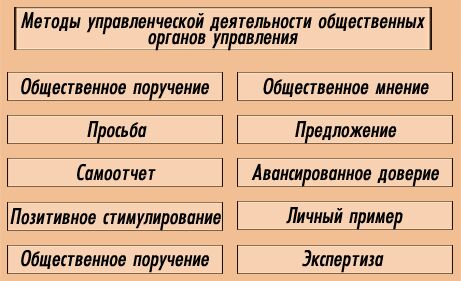 Методы управленческой деятельности общественных
органов управления
Общественное поручение
Общественное мнение
Просьба
Предложение
Самоотчет
Авансированное доверие
Позитивное стимулирование
Личный пример
Общественное поручение
Экспертиза